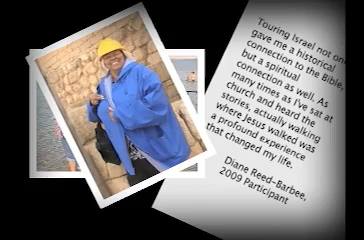 Touring Israel not on
gave me a historical
connection to the Bible,
but a spiritual
connection as well. As
many times as I've sat at
church and heard the
stories, actually walking
where Jesus walked was
a profound experience
that changed my life.
Diane Reed-Barbee,
2009 Participant